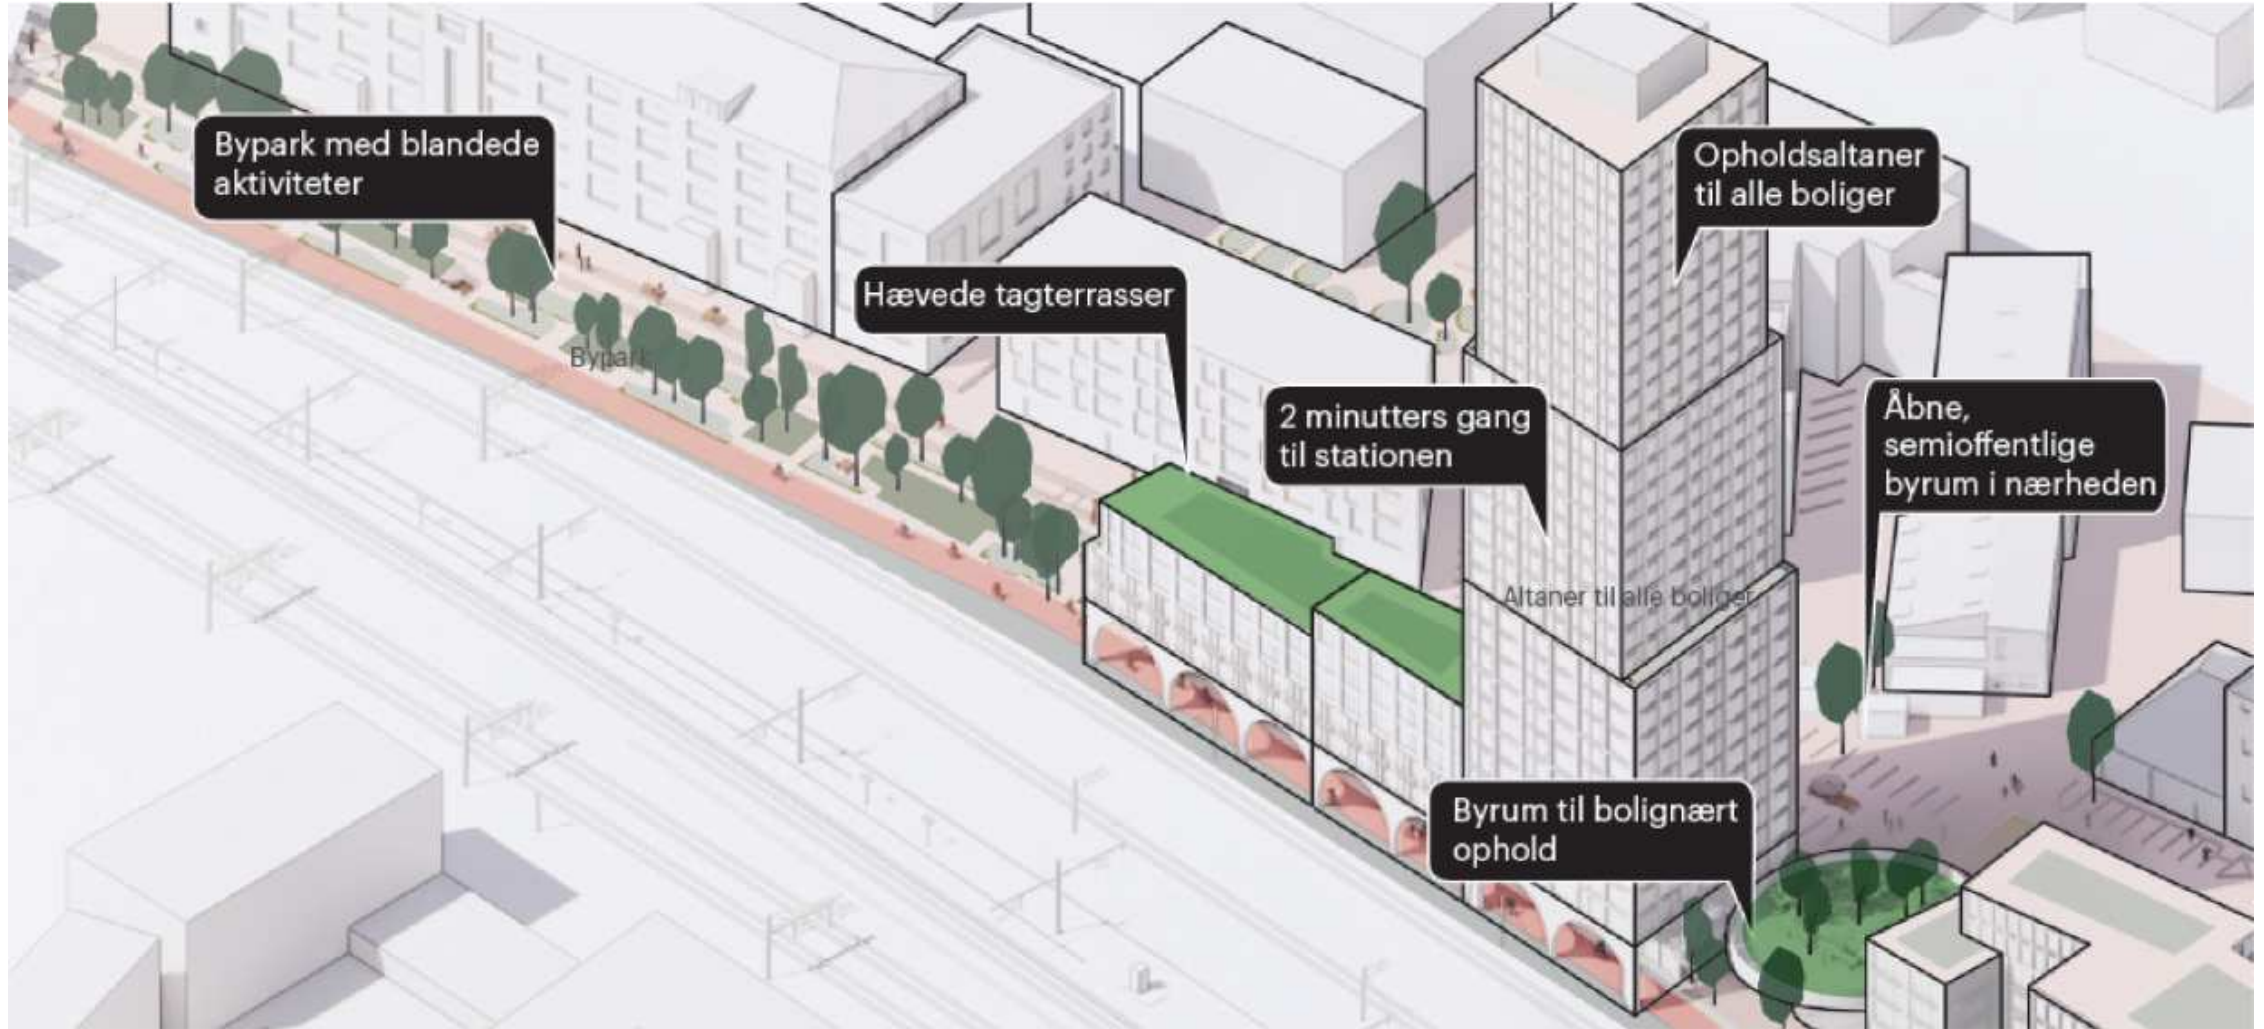 Bypark med blandede
aktiviteter
Opholdsaltaner
til alle boliger
Hævede tagterrasser
Bypark
2 minutters gang
til stationen
Åbne,
semioffentlige
byrum i nærheden
Altaner til alle boliger
Byrum til bolignært
ophold